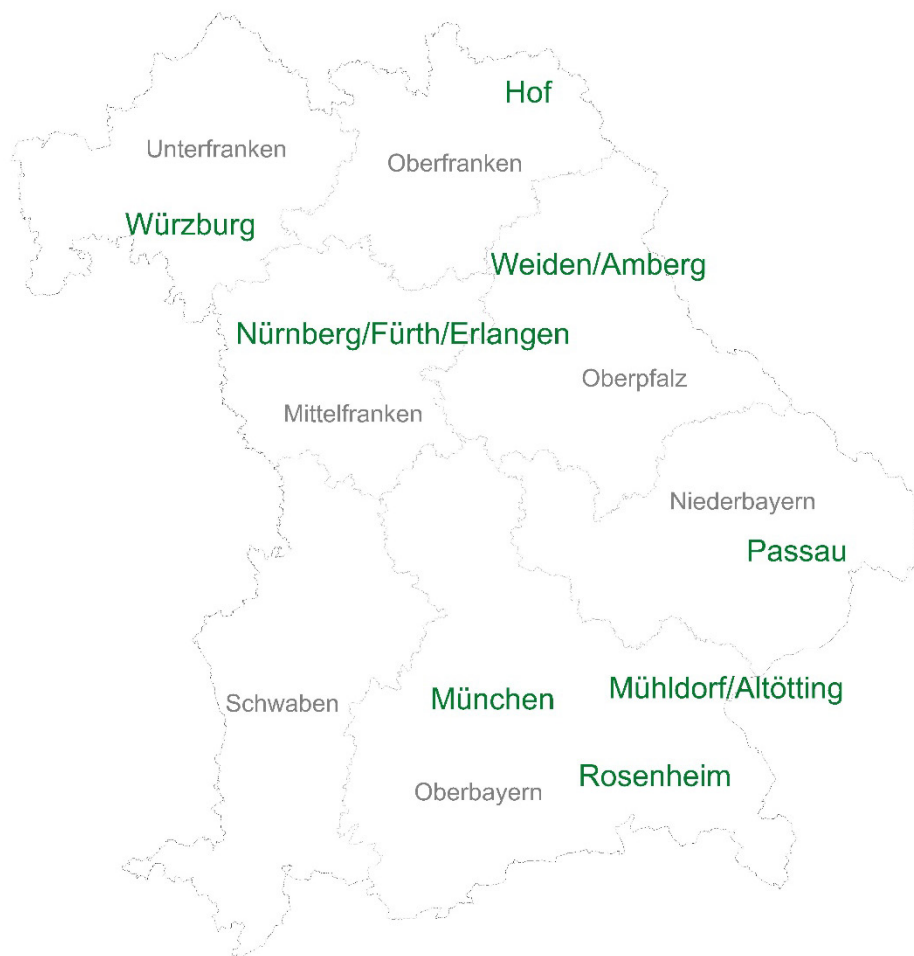 Hof
Unterfranken
Oberfranken
Würzburg
Weiden/Amberg
Nürnberg/Fürth/Erlangen
Oberpfalz
Mittelfranken
Niederbayern
Passau
Mühldorf/Altötting
München
Schwaben
Rosenheim
Oberbayern